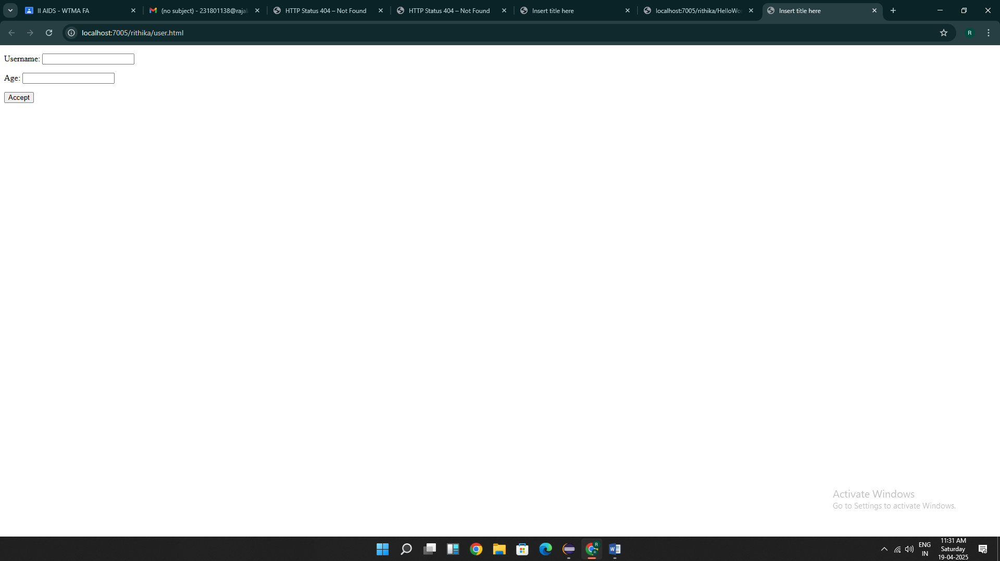 II AIDS - WTMA FA
(no subject) - 231801138@raja
HTTP Status 404 – Not Found
HTTP Status 404 – Not Found
Insert title here
localhost:7005/rithika/HelloWo
Insert title here
localhost:7005/rithika/user.html
R
Username:
Age:
Accept
Activate Windows
Go to Settings to activate Windows.
R
W
ENG
IN
11:31 AM
Saturday
19-04-2025